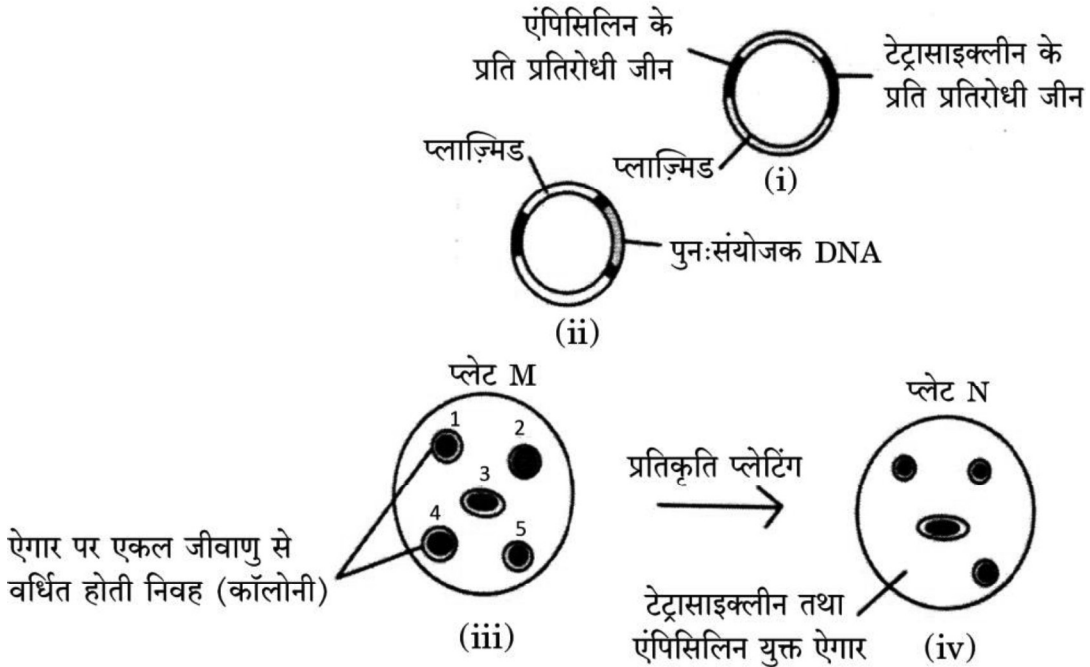 एंपिसिलिन के
प्रति प्रतिरोधी जीन
टेट्रासाइक्लीन के
प्रति प्रतिरोधी जीन
प्लाज़्मिड
(i)
प्लाज़्मिड
पुनःसंयोजक DNA
(ii)
प्लेट M
1
2
3
4
5
ऐगार पर एकल जीवाणु से
वर्धित होती निवह (कॉलोनी)
(iii)
प्रतिकृति प्लेटिंग
प्लेट N
टेट्रासाइक्लीन तथा
एंपिसिलिन युक्त ऐगार
(iv)